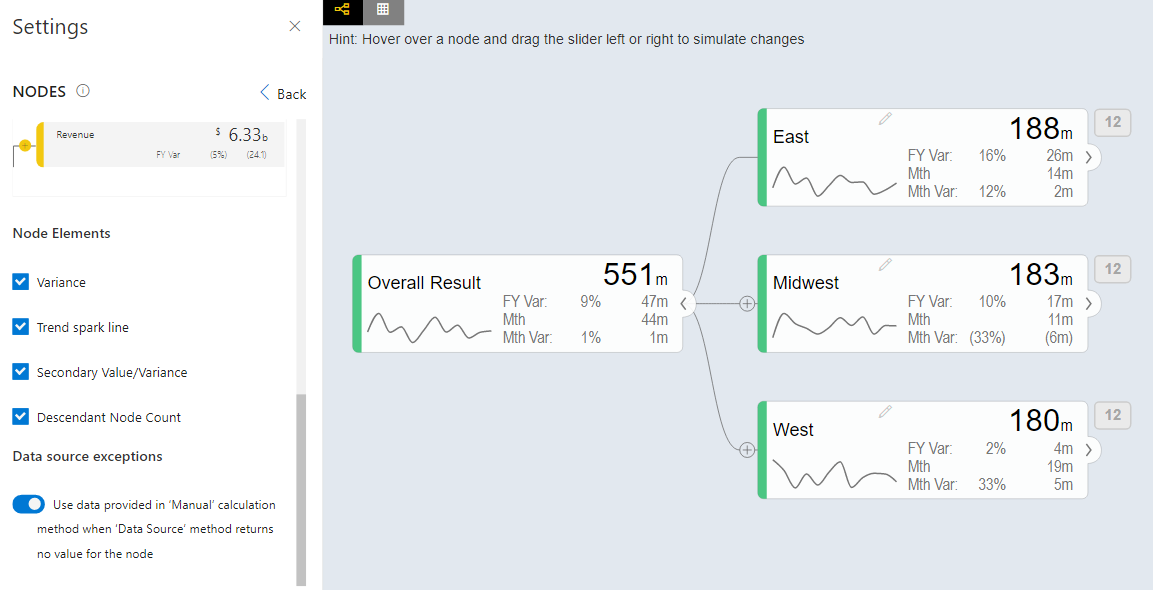 Settings
NODES
Back
Revenue
$ 6.33b
FY Var (5%) (24.1)
Node Elements
Variance
Trend spark line
Secondary Value/Variance
Descendant Node Count
Data source exceptions
Use data provided in 'Manual' calculation
method when 'Data Source' method returns
no value for the node
Hint: Hover over a node and drag the slider left or right to simulate changes
Overall Result
551m
FY Var: 9% 47m
Mth 44m
Mth Var: 1% 1m
East
188m
12
FY Var: 16% 26m
Mth 14m
Mth Var: 12% 2m
Midwest
183m
12
FY Var: 10% 17m
Mth 11m
Mth Var: (33%) (6m)
West
180m
12
FY Var: 2% 4m
Mth 19m
Mth Var: 33% 5m